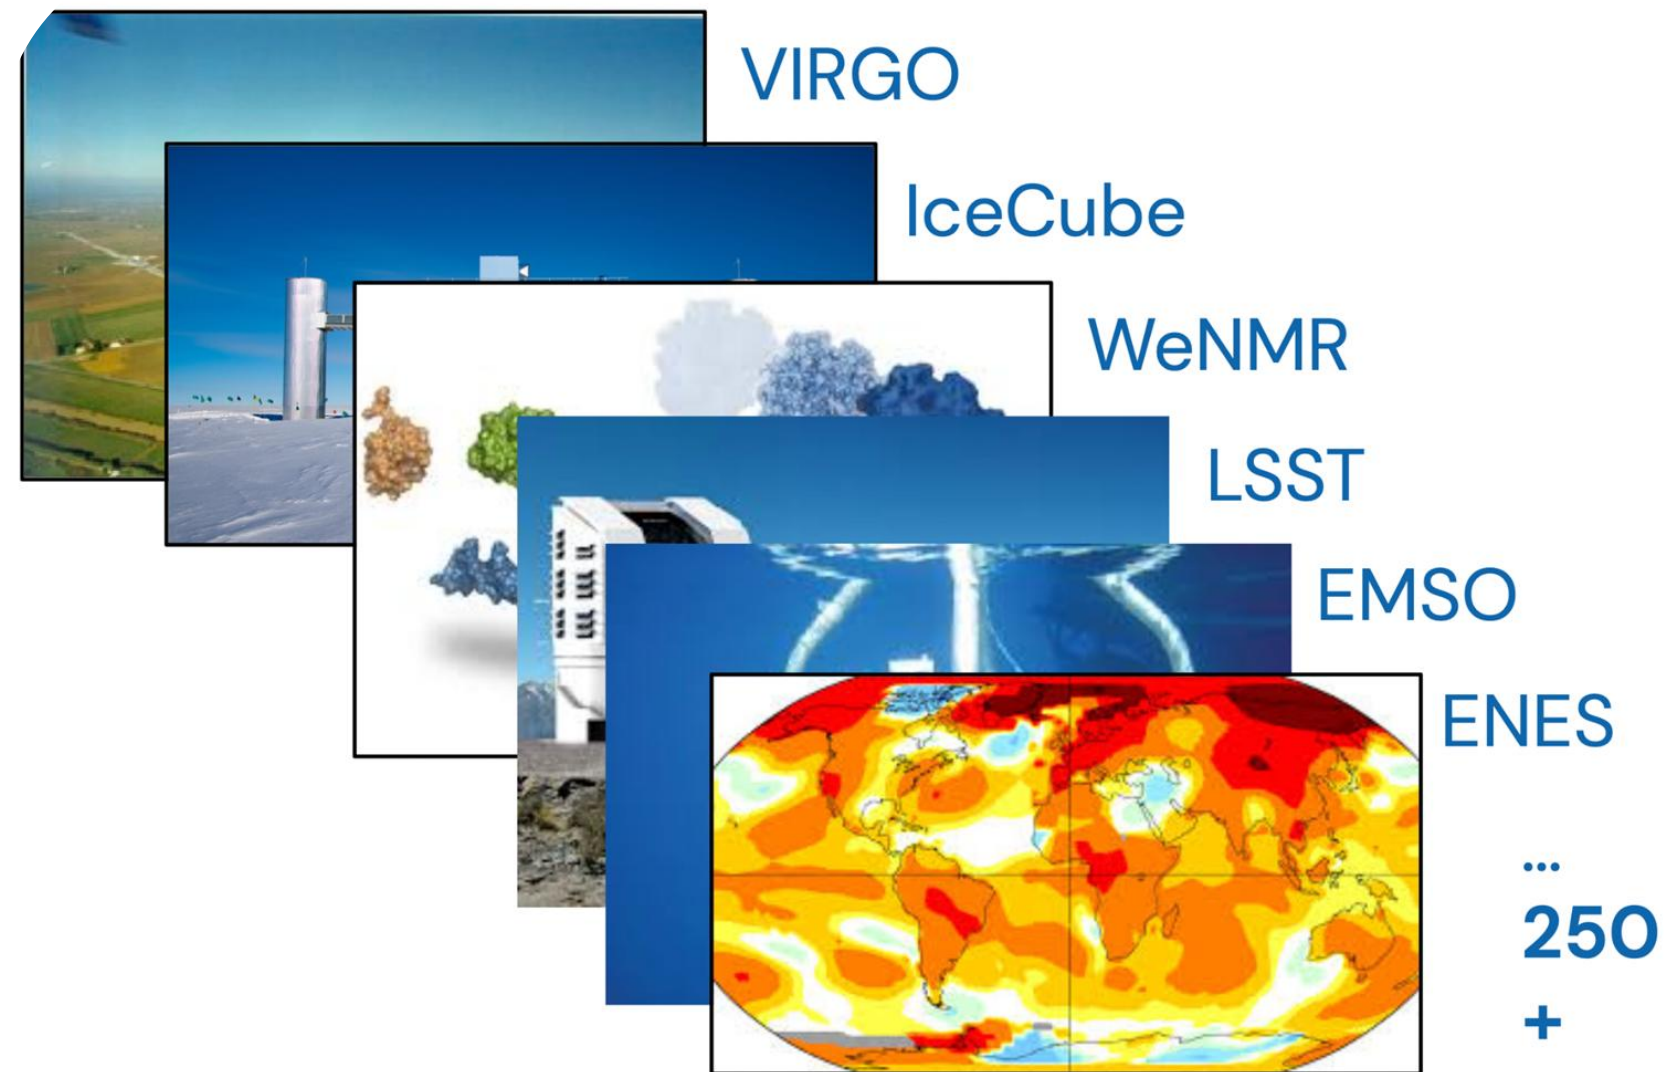 VIRGO
IceCube
WeNMR
LSST
EMSO
ENES
...
250
+